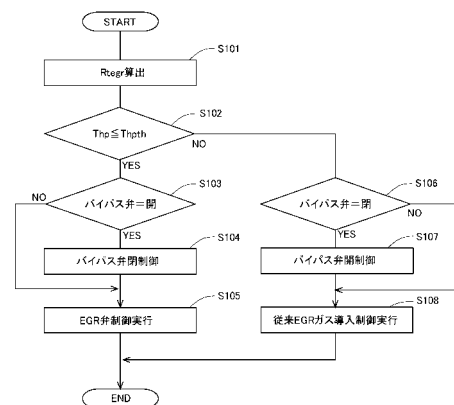 START
S101
Rtegr算出
S102
Thp≦Thpth
NO
YES
S103
バイパス弁=開
NO
YES
S104
バイパス弁閉制御
S105
EGR弁制御実行
S106
バイパス弁=閉
NO
YES
S107
バイパス弁開制御
S108
従来EGRガス導入制御実行
END